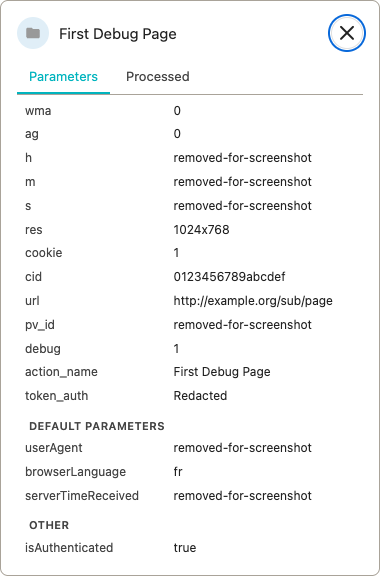 First Debug Page
Parameters Processed
wma 0
ag 0
h removed-for-screenshot
m removed-for-screenshot
s removed-for-screenshot
res 1024x768
cookie 1
cid 0123456789abcdef
url http://example.org/sub/page
pv_id removed-for-screenshot
debug 1
action_name First Debug Page
token_auth Redacted
DEFAULT PARAMETERS
userAgent removed-for-screenshot
browserLanguage fr
serverTimeReceived removed-for-screenshot
OTHER
isAuthenticated true